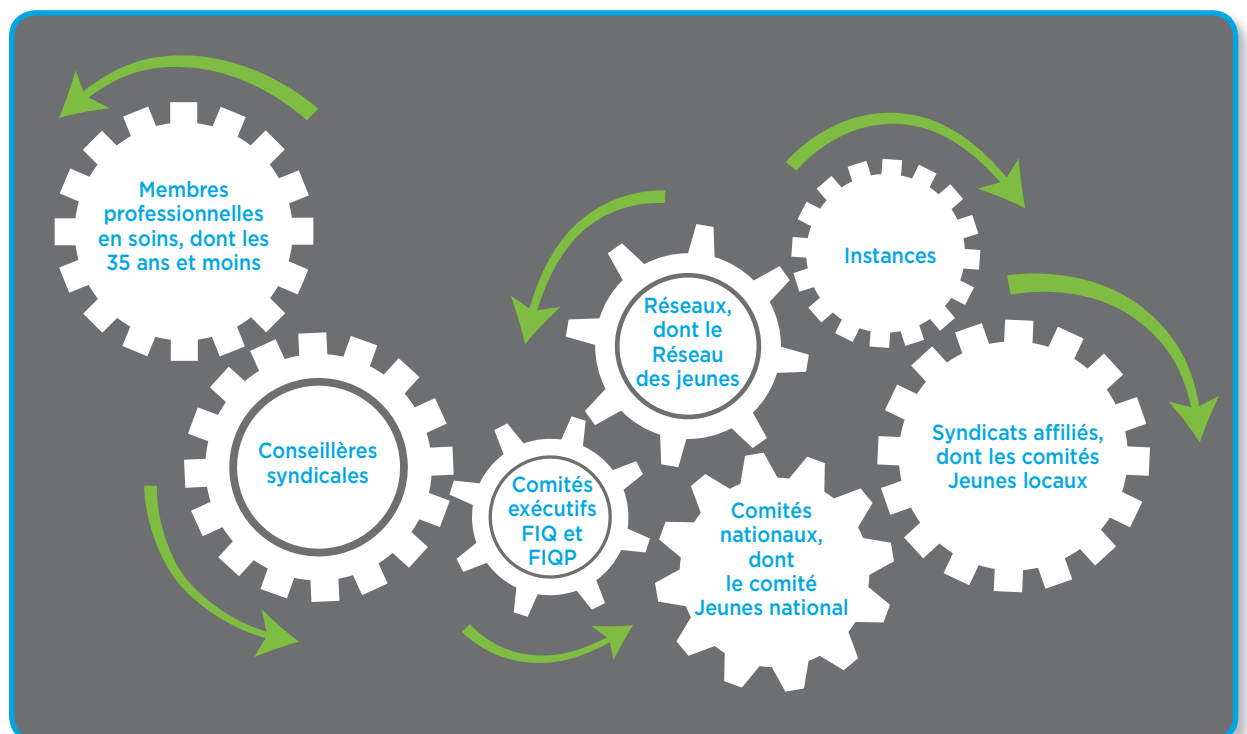 Membres
professionnelles
en soins, dont les
35 ans et moins
Conseillères
syndicales
Comités
exécutifs
FIQ et
FIQP
Réseaux,
dont le
Réseau
des jeunes
Comités
nationaux,
dont
le comité
Jeunes national
Instances
Syndicats affiliés,
dont les comités
Jeunes locaux